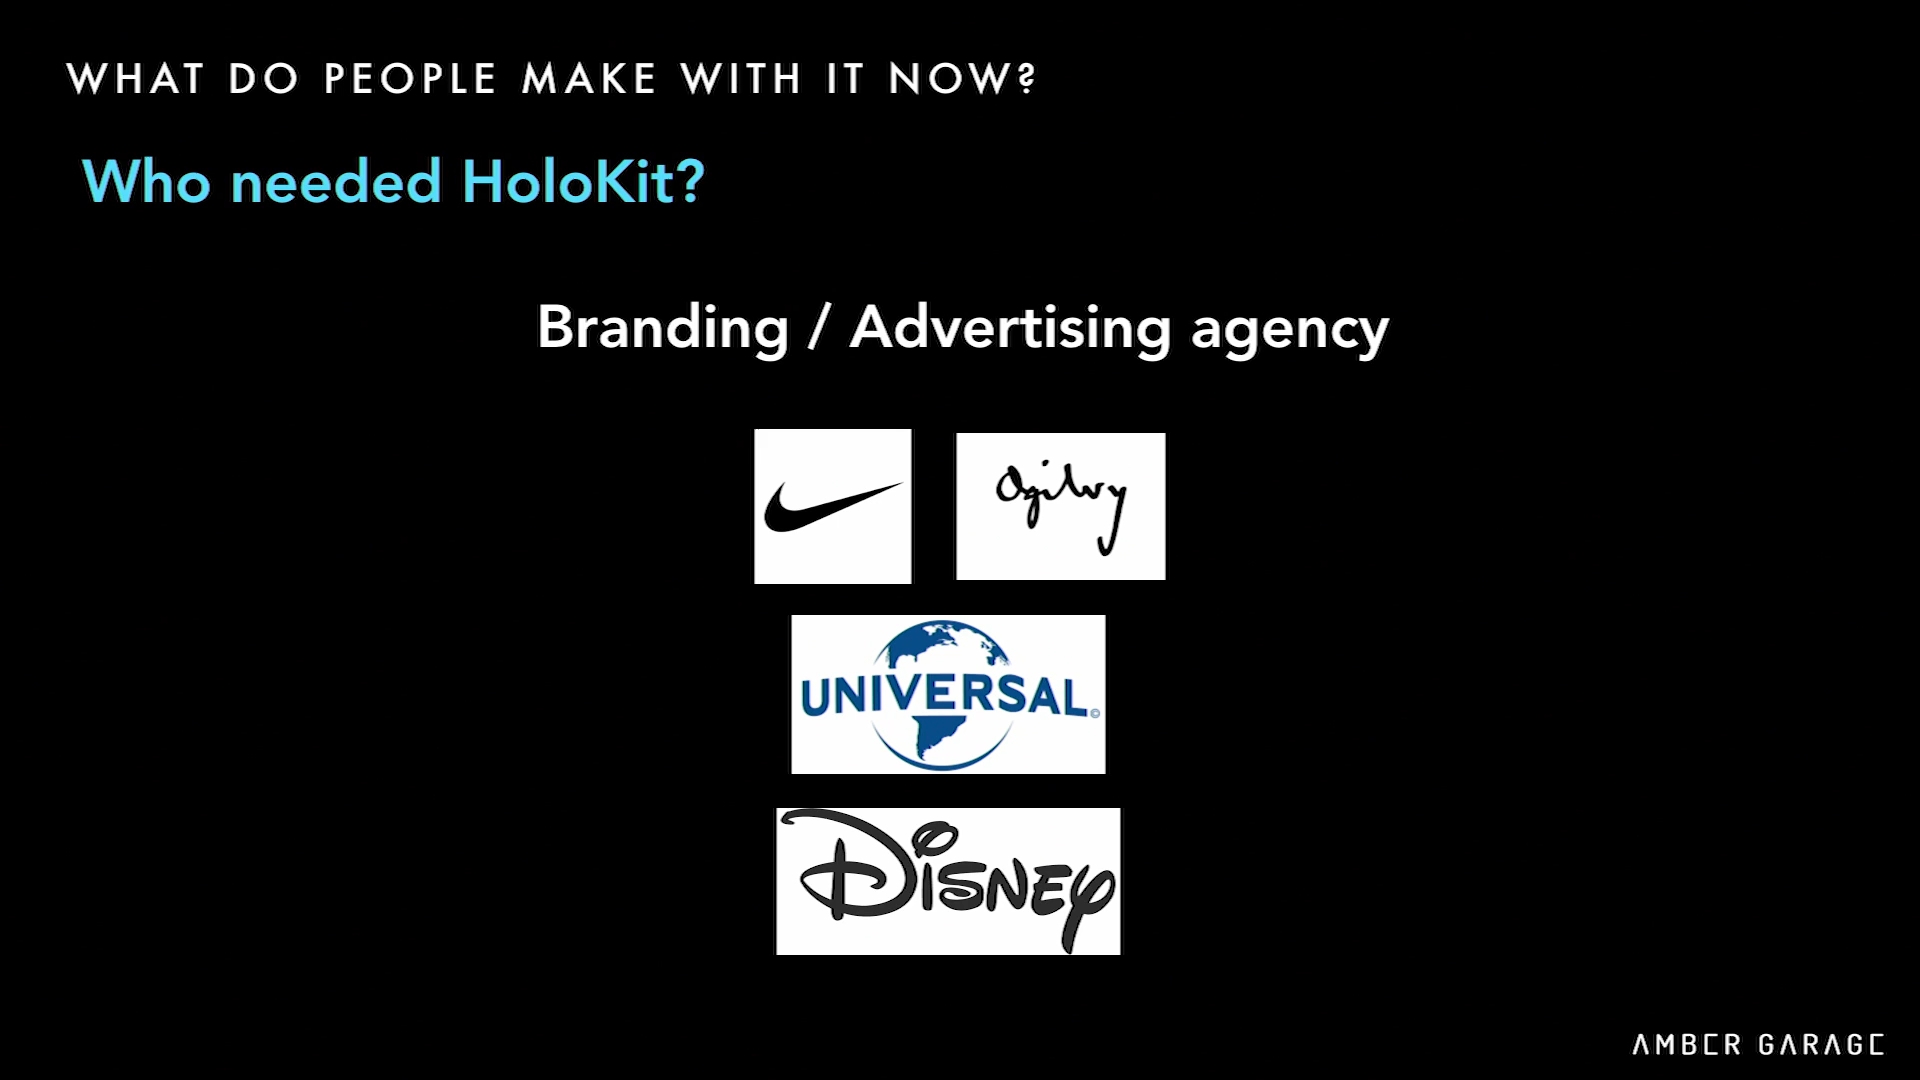 WHAT DO PEOPLE MAKE WITH IT NOW?
Who needed HoloKit?
Branding / Advertising agency
Ogilvy
UNIVERSAL©
Disney
AMBER GARAGE